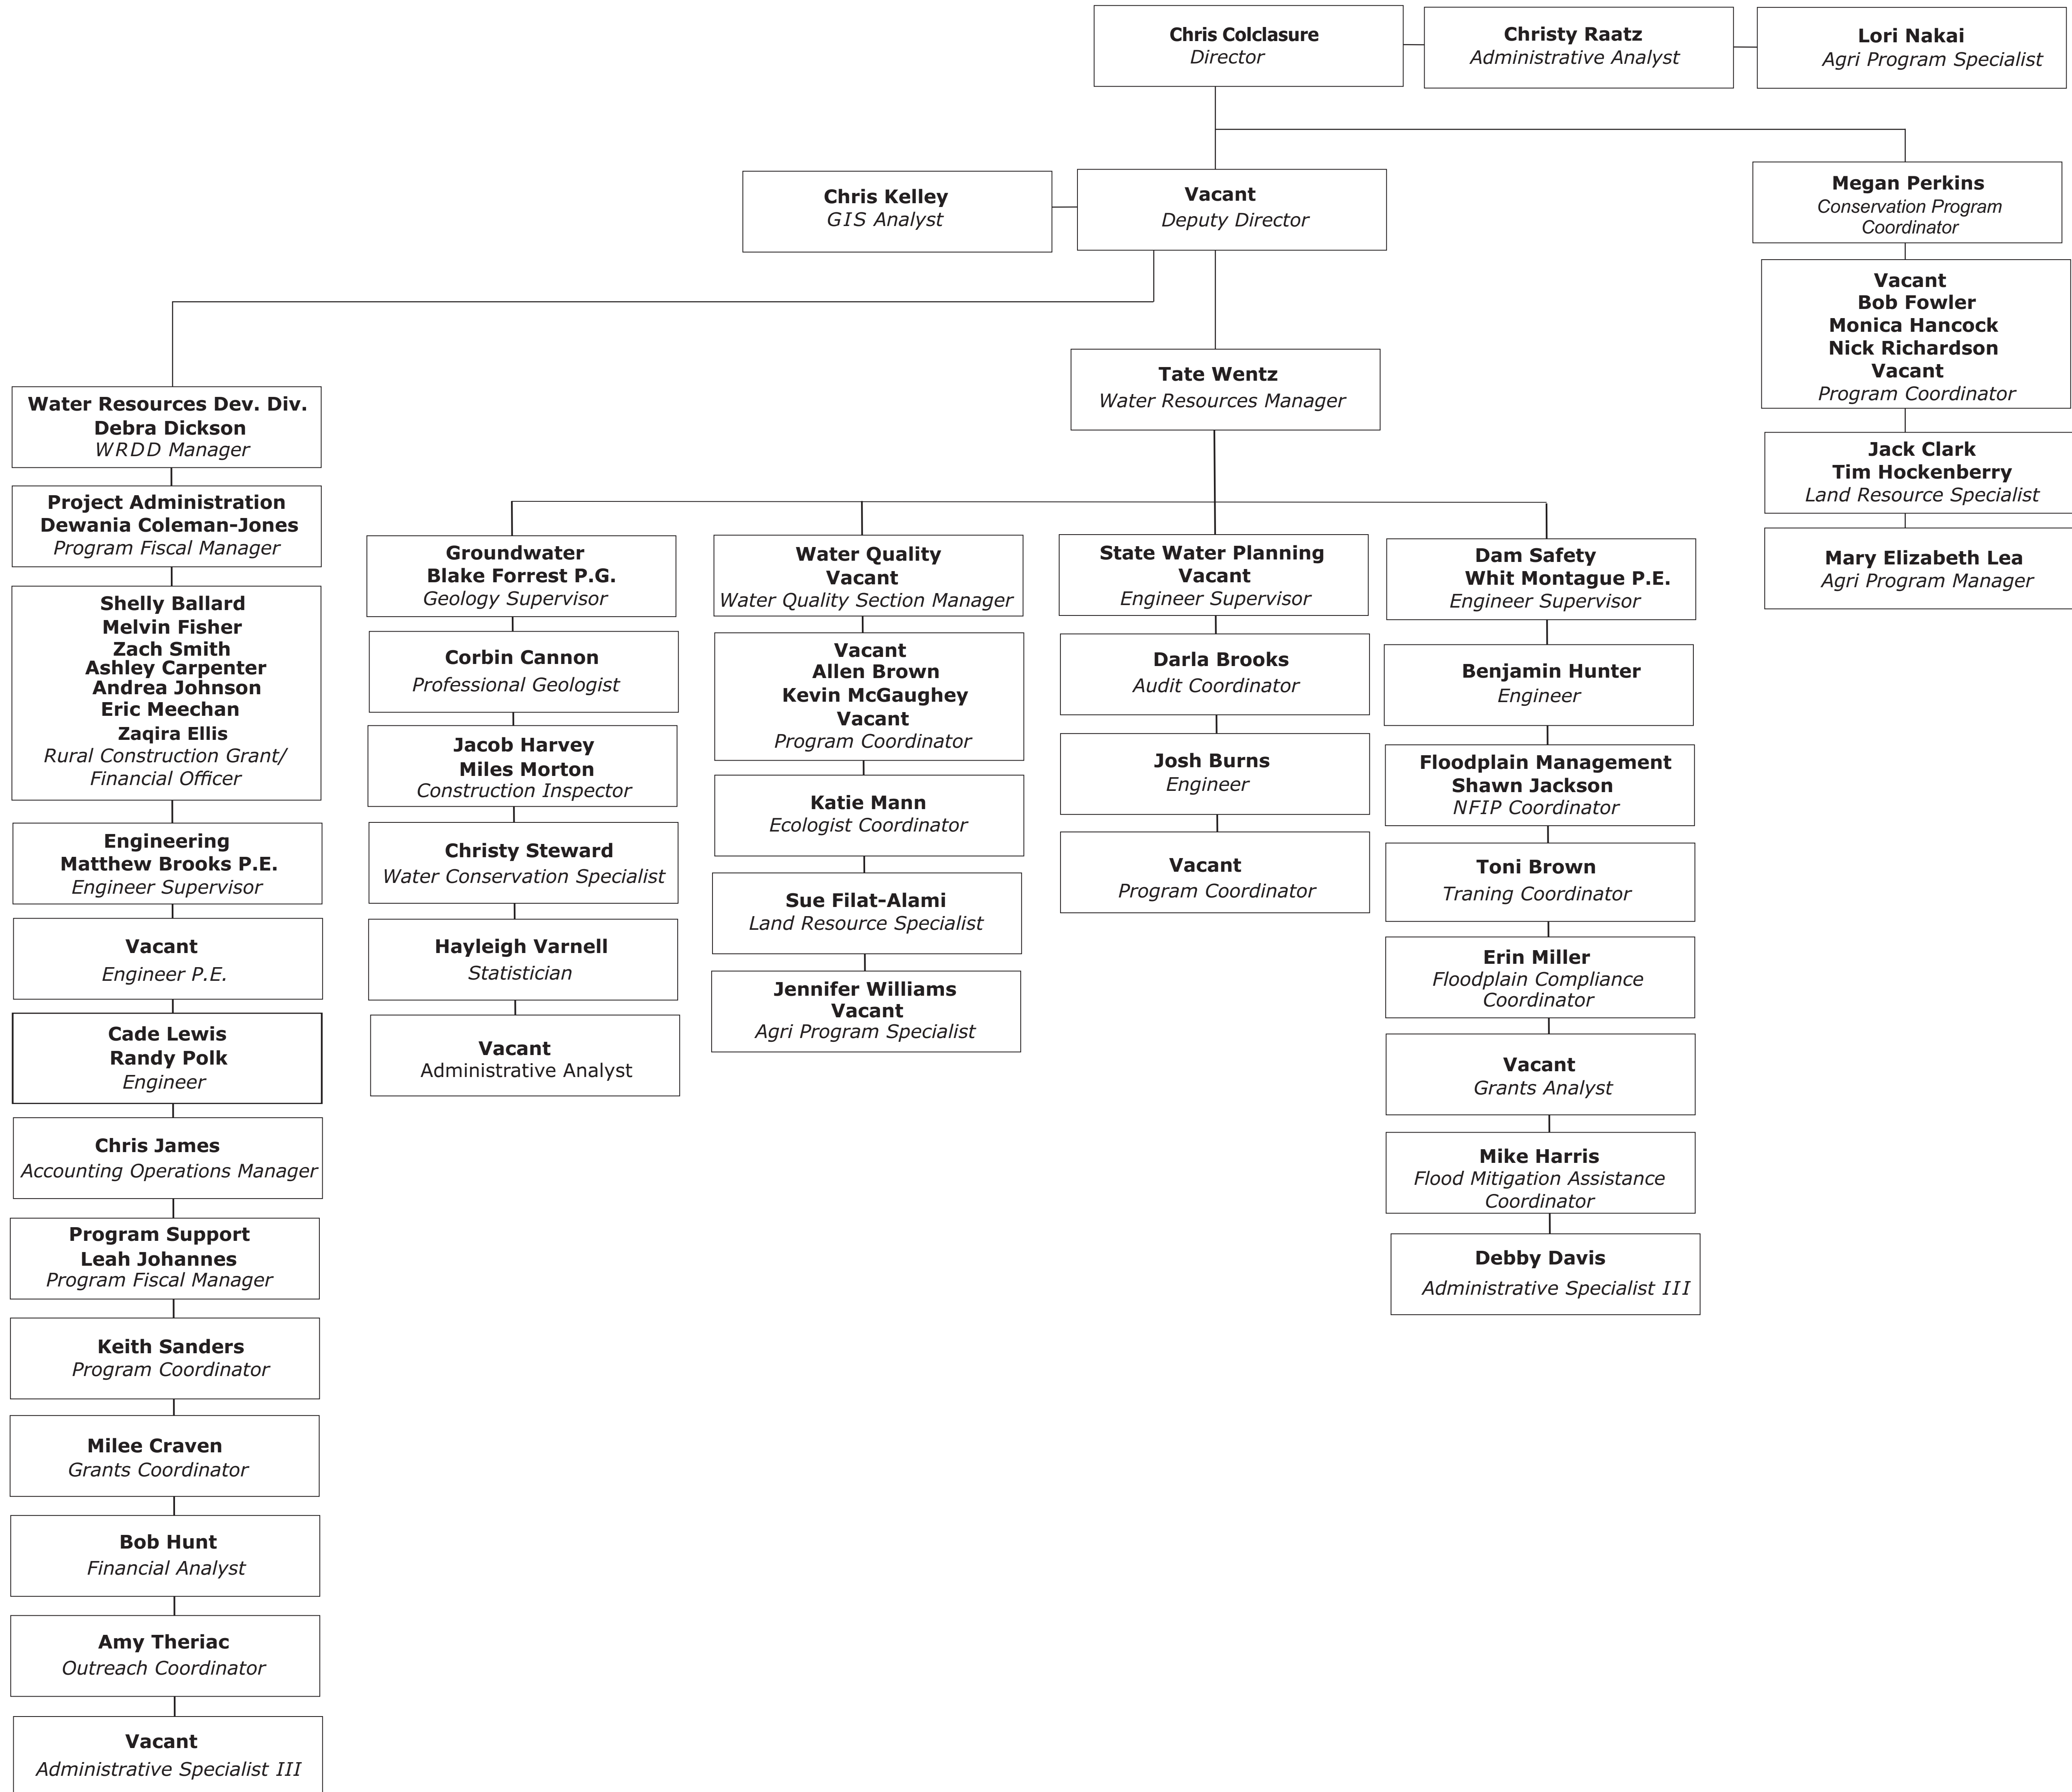 Chris Colclasure
Director
Christy Raatz
Administrative Analyst
Lori Nakai
Agri Program Specialist
Chris Kelley
GIS Analyst
Vacant
Deputy Director
Megan Perkins
Conservation Program
Coordinator
Vacant
Bob Fowler
Monica Hancock
Nick Richardson
Vacant
Program Coordinator
Jack Clark
Tim Hockenberry
Land Resource Specialist
Mary Elizabeth Lea
Agri Program Manager
Tate Wentz
Water Resources Manager
Water Resources Dev. Div.
Debra Dickson
WRDD Manager
Project Administration
Dewania Coleman-Jones
Program Fiscal Manager
Shelly Ballard
Melvin Fisher
Zach Smith
Ashley Carpenter
Andrea Johnson
Eric Meechan
Zaqira Ellis
Rural Construction Grant/
Financial Officer
Engineering
Matthew Brooks P.E.
Engineer Supervisor
Vacant
Engineer P.E.
Cade Lewis
Randy Polk
Engineer
Chris James
Accounting Operations Manager
Program Support
Leah Johannes
Program Fiscal Manager
Keith Sanders
Program Coordinator
Milee Craven
Grants Coordinator
Bob Hunt
Financial Analyst
Amy Theriac
Outreach Coordinator
Vacant
Administrative Specialist III
Groundwater
Blake Forrest P.G.
Geology Supervisor
Corbin Cannon
Professional Geologist
Jacob Harvey
Miles Morton
Construction Inspector
Christy Steward
Water Conservation Specialist
Hayleigh Varnell
Statistician
Vacant
Administrative Analyst
Water Quality
Vacant
Water Quality Section Manager
Vacant
Allen Brown
Kevin McGaughey
Vacant
Program Coordinator
Katie Mann
Ecologist Coordinator
Sue Filat-Alami
Land Resource Specialist
Jennifer Williams
Vacant
Agri Program Specialist
State Water Planning
Vacant
Engineer Supervisor
Darla Brooks
Audit Coordinator
Josh Burns
Engineer
Vacant
Program Coordinator
Dam Safety
Whit Montague P.E.
Engineer Supervisor
Benjamin Hunter
Engineer
Floodplain Management
Shawn Jackson
NFIP Coordinator
Toni Brown
Traning Coordinator
Erin Miller
Floodplain Compliance
Coordinator
Vacant
Grants Analyst
Mike Harris
Flood Mitigation Assistance
Coordinator
Debby Davis
Administrative Specialist III